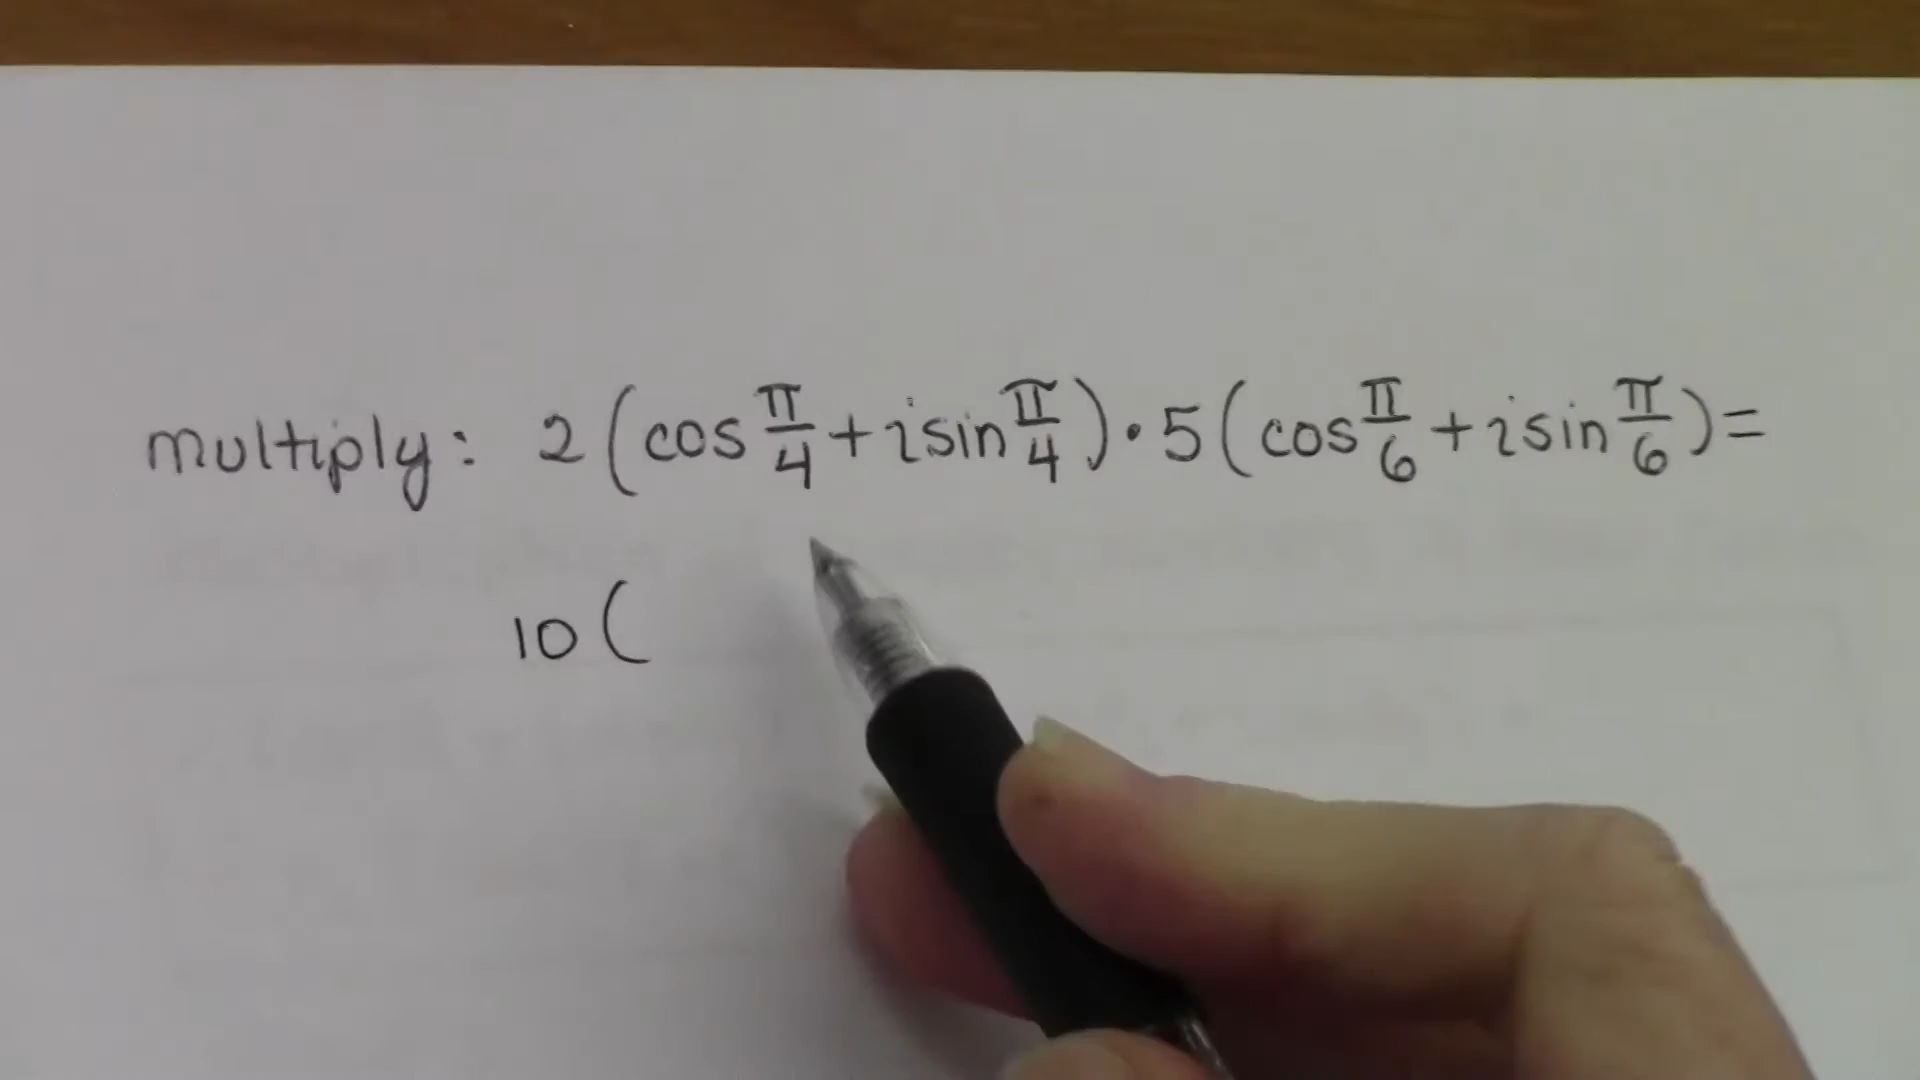 multiply: 2(cos π/4 + i sin π/4) · 5(cos π/6 + i sin π/6) =
10(